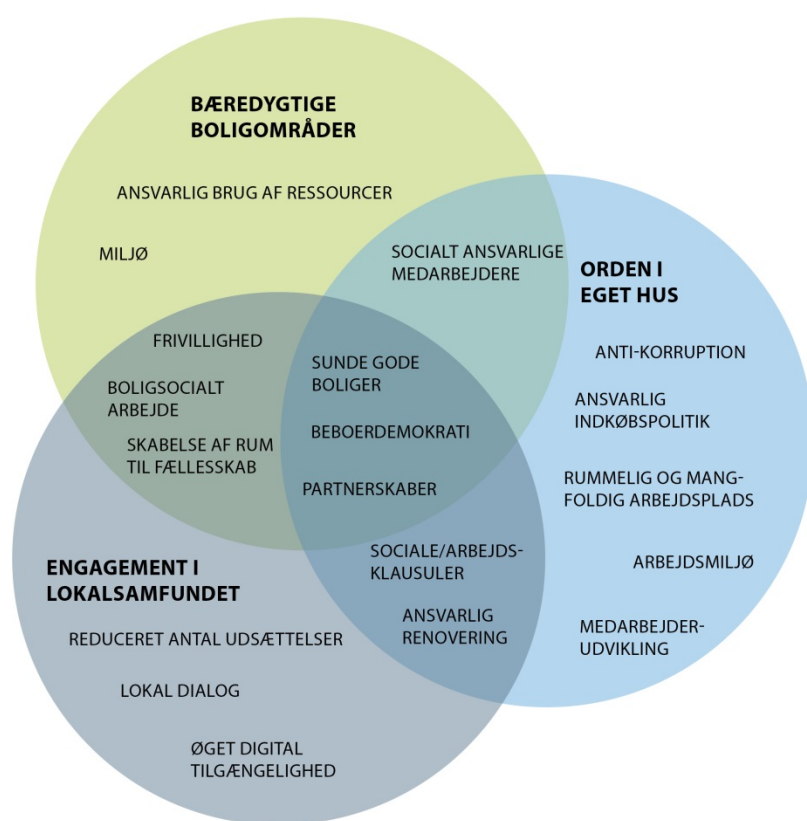 BÆREDYGTIGE
BOLIGOMRÅDER
ANSVARLIG BRUG AF RESSOURCER
MILJØ
SOCIALT ANSVARLIGE
MEDARBEJDERE
ORDEN I
EGET HUS
FRIVILLIGHED
BOLIGSOCIALT
ARBEJDE
SKABELSE AF RUM
TIL FÆLLESSKAB
SUNDE GODE
BOLIGER
BEBOERDEMOKRATI
PARTNERSKABER
ANTI-KORRUPTION
ANSVARLIG
INDKØBSPOLITIK
RUMMELIG OG MANG-
FOLDIG ARBEJDSPLADS
ARBEJDSMILJØ
MEDARBEJDER-
UDVIKLING
SOCIALE/ARBEJDS-
KLAUSULER
ANSVARLIG
RENOVERING
ENGAGEMENT I
LOKALSAMFUNDET
REDUCERET ANTAL UDSÆTTELSER
LOKAL DIALOG
ØGET DIGITAL
TILGÆNGELIGHED